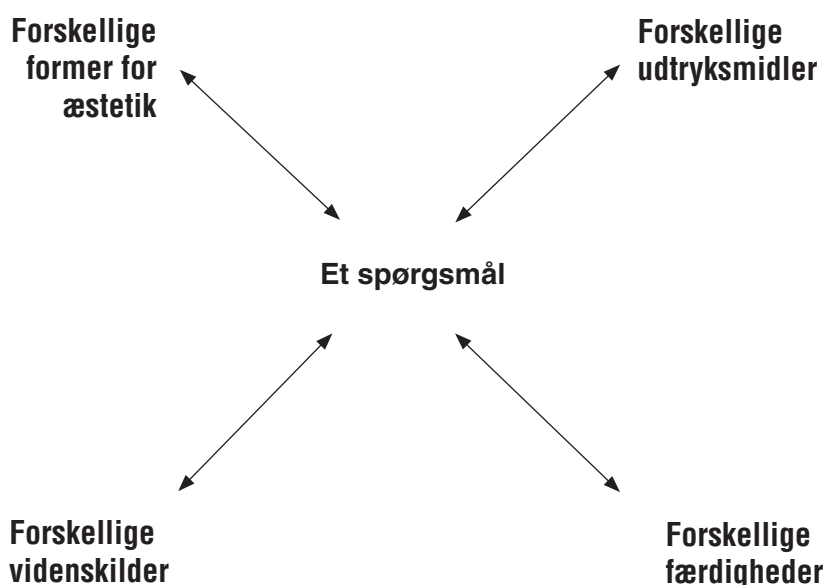 Forskellige
former for
æstetik
Forskellige
udtryksmidler
Et spørgsmål
Forskellige
videnskilder
Forskellige
færdigheder